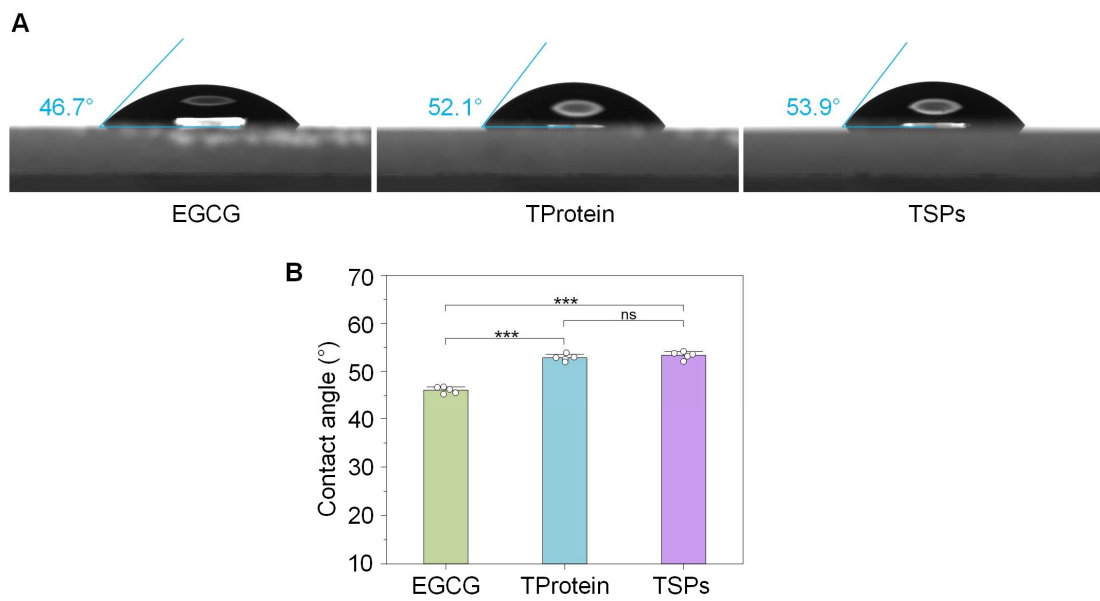 A
46.7°
52.1°
53.9°
EGCG
TProtein
TSPs
B
Contact angle (°)
70
60
50
40
30
20
10
***
ns
***
EGCG
TProtein
TSPs